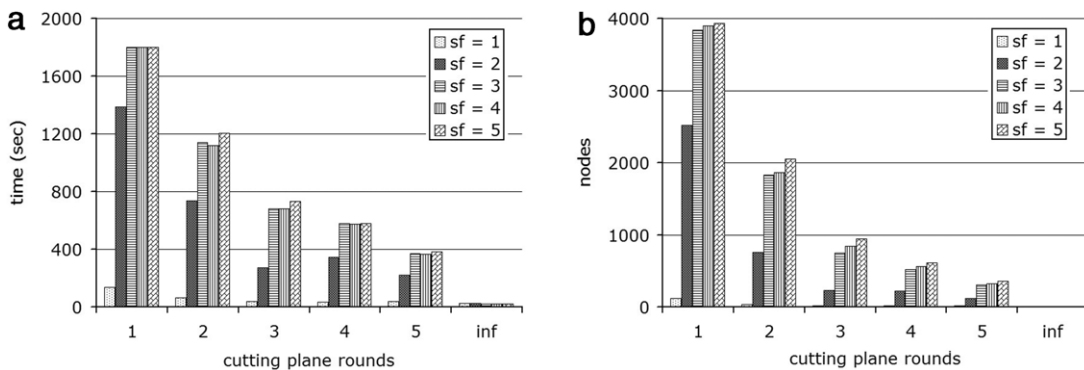 a
2000
1600
1200
800
400
0
time (sec)
sf = 1
sf = 2
sf = 3
sf = 4
sf = 5
1 2 3 4 5 inf
cutting plane rounds
b
4000
3000
2000
1000
0
nodes
sf = 1
sf = 2
sf = 3
sf = 4
sf = 5
1 2 3 4 5 inf
cutting plane rounds